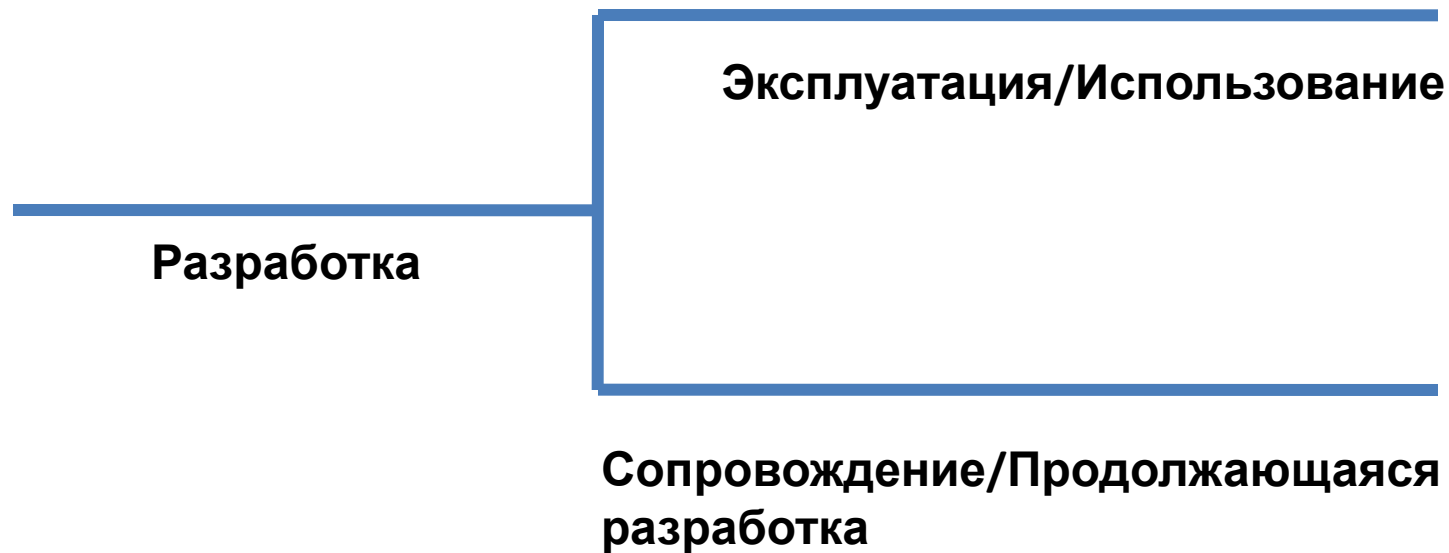 Эксплуатация/Использование
Разработка
Сопровождение/Продолжающаяся
разработка